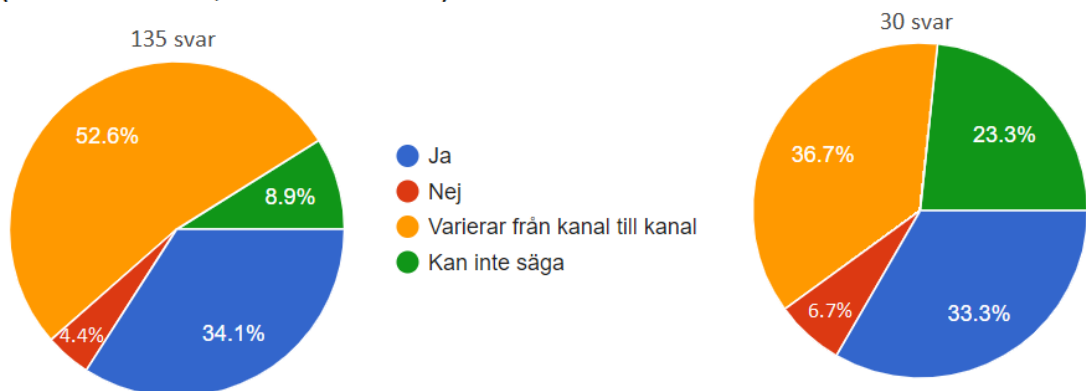 135 svar
52.6%
8.9%
4.4%
34.1%
Ja
Nej
Varierar från kanal till kanal
Kan inte säga
30 svar
36.7%
23.3%
6.7%
33.3%